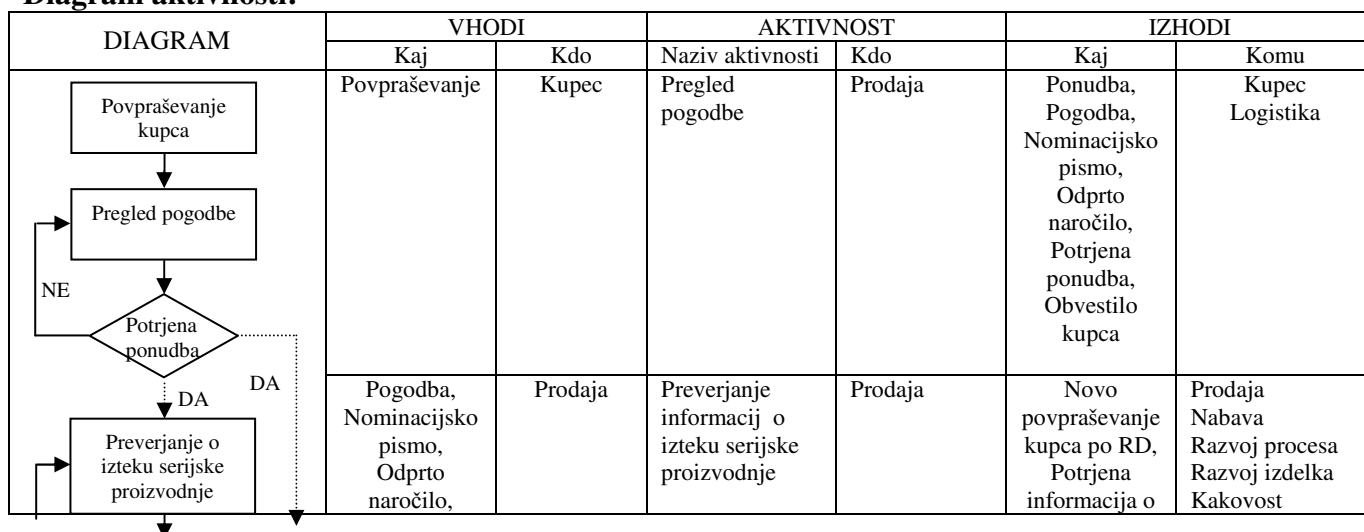 Diagram aktivnosti:
DIAGRAM
VHODI
AKTIVNOST
IZHODI
Kaj
Kdo
Naziv aktivnosti
Kdo
Kaj
Komu
Povpraševanje
kupca
Pregled pogodbe
NE
Potrjena
ponudba
DA
DA
Preverjanje o
izteku serijske
proizvodnje
Povpraševanje
Kupec
Pregled
pogodbe
Prodaja
Ponudba,
Pogodba,
Nominacijsko
pismo,
Odprto
naročilo,
Potrjena
ponudba,
Obvestilo
kupca
Kupec
Logistika
Pogodba,
Nominacijsko
pismo,
Odprto
naročilo,
Prodaja
Preverjanje
informacij o
izteku serijske
proizvodnje
Prodaja
Novo
povpraševanje
kupca po RD,
Potrjena
informacija o
Prodaja
Nabava
Razvoj procesa
Razvoj izdelka
Kakovost